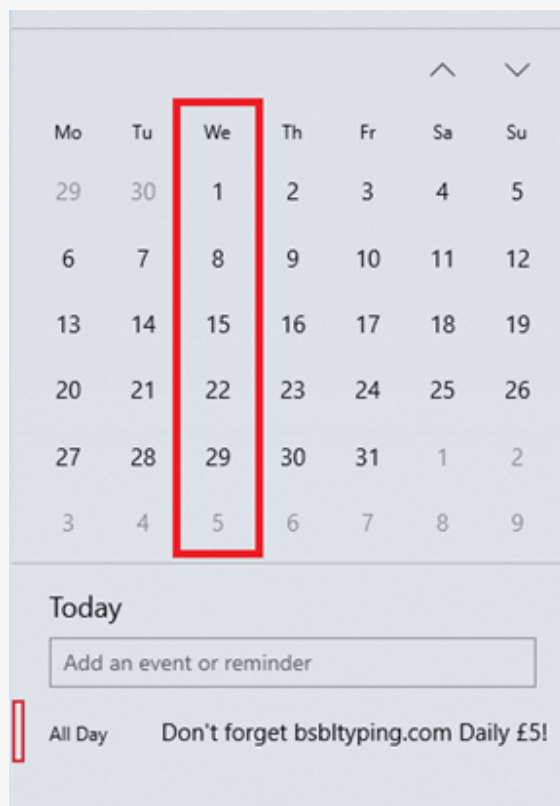 Mo Tu We Th Fr Sa Su
29 30 1 2 3 4 5
6 7 8 9 10 11 12
13 14 15 16 17 18 19
20 21 22 23 24 25 26
27 28 29 30 31 1 2
3 4 5 6 7 8 9
Today
Add an event or reminder
All Day Don't forget bsbltyping.com Daily £5!